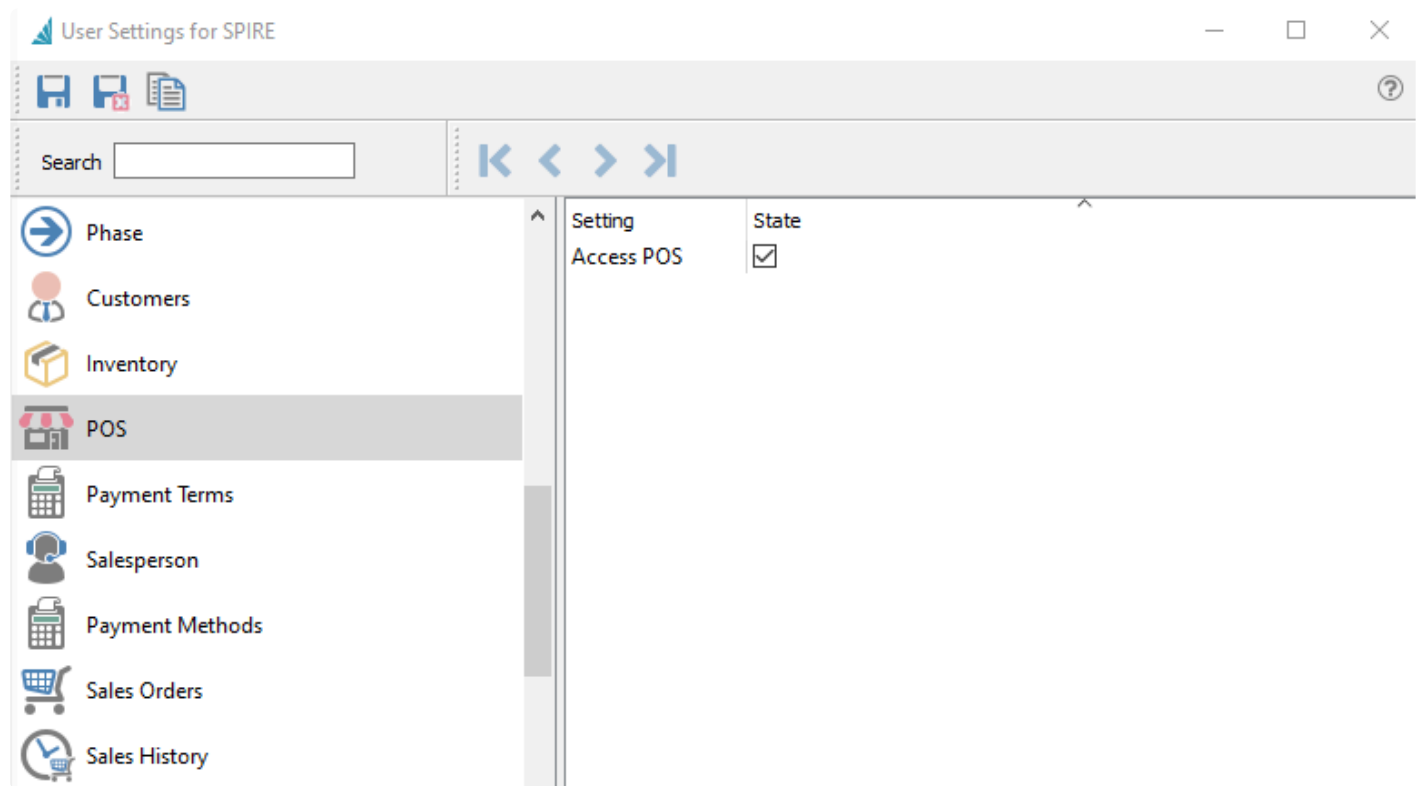 User Settings for SPIRE
Search
Phase
Customers
Inventory
POS
Payment Terms
Salesperson
Payment Methods
Sales Orders
Sales History
Setting State
Access POS